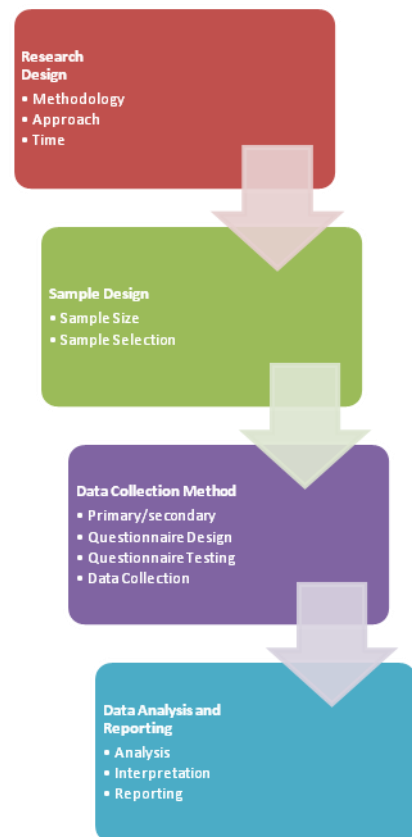 Research
Design
• Methodology
• Approach
• Time
Sample Design
• Sample Size
• Sample Selection
Data Collection Method
• Primary/secondary
• Questionnaire Design
• Questionnaire Testing
• Data Collection
Data Analysis and
Reporting
• Analysis
• Interpretation
• Reporting